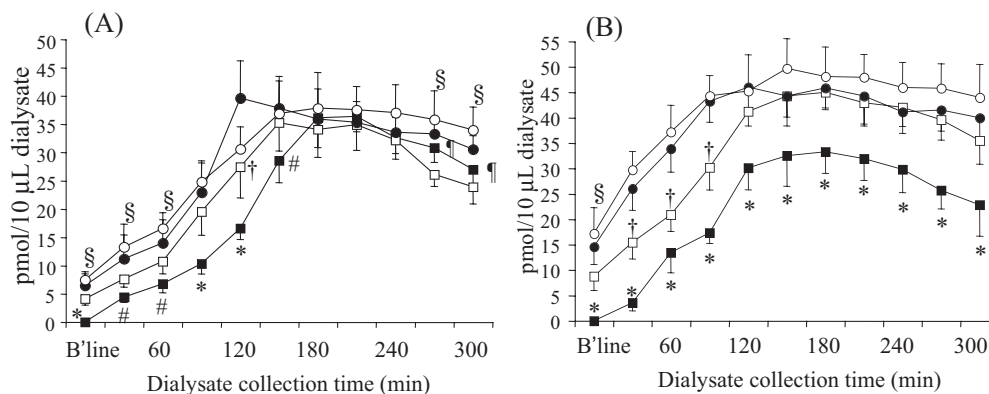 (A)
pmol/10 µL dialysate
50
45
40
35
30
25
20
15
10
5
0
§ § § § §
† # ¶ ¶
* # # * *
B'line 60 120 180 240 300
Dialysate collection time (min)
(B)
pmol/10 µL dialysate
55
50
45
40
35
30
25
20
15
10
5
0
§ † † †
* * * * * * * * * * *
B'line 60 120 180 240 300
Dialysate collection time (min)